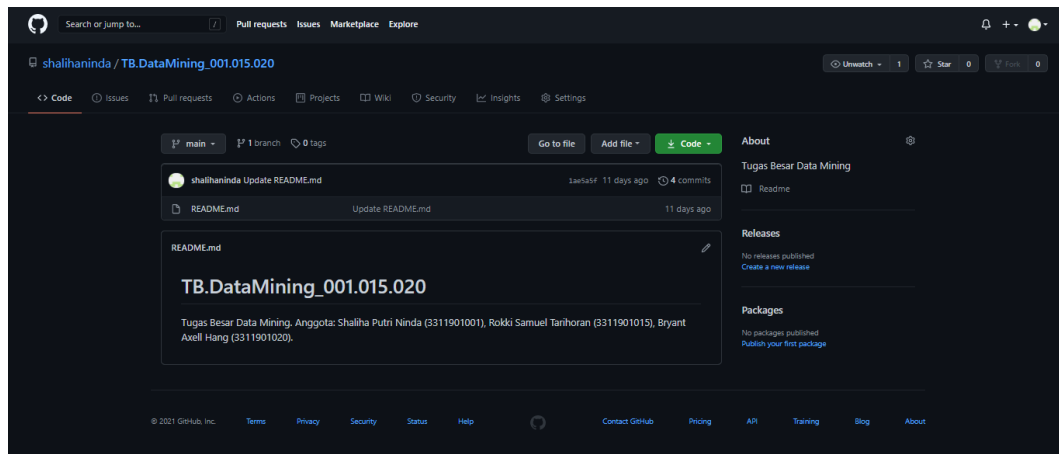 Search or jump to... /
Pull requests Issues Marketplace Explore
shalihaninda / TB.DataMining_001.015.020
Unwatch 1 Star 0 Fork 0
<> Code Issues Pull requests Actions Projects Wiki Security Insights Settings
main 1 branch 0 tags Go to file Add file Code
shalihaninda Update README.md 1ae5a5f 11 days ago 4 commits
README.md Update README.md 11 days ago
README.md
TB.DataMining_001.015.020
Tugas Besar Data Mining. Anggota: Shaliha Putri Ninda (3311901001), Rokki Samuel Tarihoran (3311901015), Bryant
Axell Hang (3311901020).
About
Tugas Besar Data Mining
Readme
Releases
No releases published
Create a new release
Packages
No packages published
Publish your first package
© 2021 GitHub, Inc. Terms Privacy Security Status Help Contact GitHub Pricing API Training Blog About